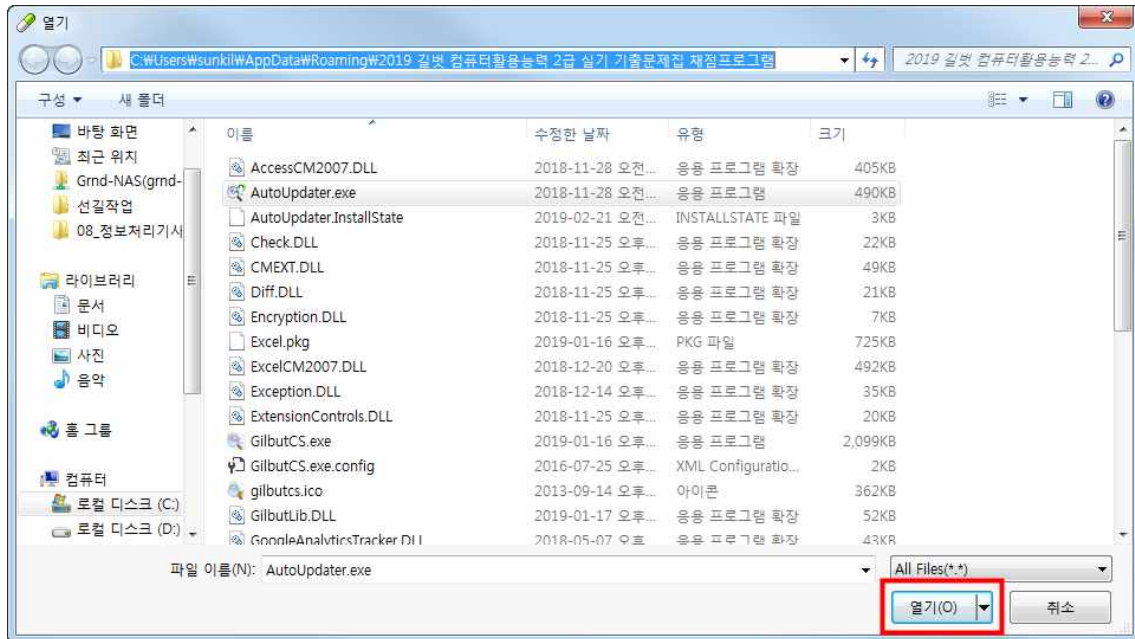 열기
C:₩Users₩sunkil₩AppData₩Roaming₩2019 길벗 컴퓨터활용능력 2급 실기 기출문제집 채점프로그램
2019 길벗 컴퓨터활용능력 2...
구성
새 폴더
바탕 화면
최근 위치
Grnd-NAS(grnd-
선길작업
08_정보처리기사
라이브러리
문서
비디오
사진
음악
홈 그룹
컴퓨터
로컬 디스크 (C:)
로컬 디스크 (D:)
이름 수정한 날짜 유형 크기
AccessCM2007.DLL 2018-11-28 오전... 응용 프로그램 확장 405KB
AutoUpdater.exe 2018-11-28 오전... 응용 프로그램 490KB
AutoUpdater.InstallState 2019-02-21 오전... INSTALLSTATE 파일 3KB
Check.DLL 2018-11-25 오후... 응용 프로그램 확장 22KB
CMEXT.DLL 2018-11-25 오후... 응용 프로그램 확장 49KB
Diff.DLL 2018-11-25 오후... 응용 프로그램 확장 21KB
Encryption.DLL 2018-11-25 오후... 응용 프로그램 확장 7KB
Excel.pkg 2019-01-16 오후... PKG 파일 725KB
ExcelCM2007.DLL 2018-12-20 오후... 응용 프로그램 확장 492KB
Exception.DLL 2018-12-14 오후... 응용 프로그램 확장 35KB
ExtensionControls.DLL 2018-11-25 오후... 응용 프로그램 확장 20KB
GilbutCS.exe 2019-01-16 오후... 응용 프로그램 2,099KB
GilbutCS.exe.config 2016-07-25 오후... XML Configuratio... 2KB
gilbutcs.ico 2013-09-14 오후... 아이콘 362KB
GilbutLib.DLL 2019-01-17 오후... 응용 프로그램 확장 52KB
GoogleAnalyticsTracker.DLL 2018-05-07 오후... 응용 프로그램 확장 43KB
파일 이름(N): AutoUpdater.exe
All Files(*.*)
열기(O)
취소